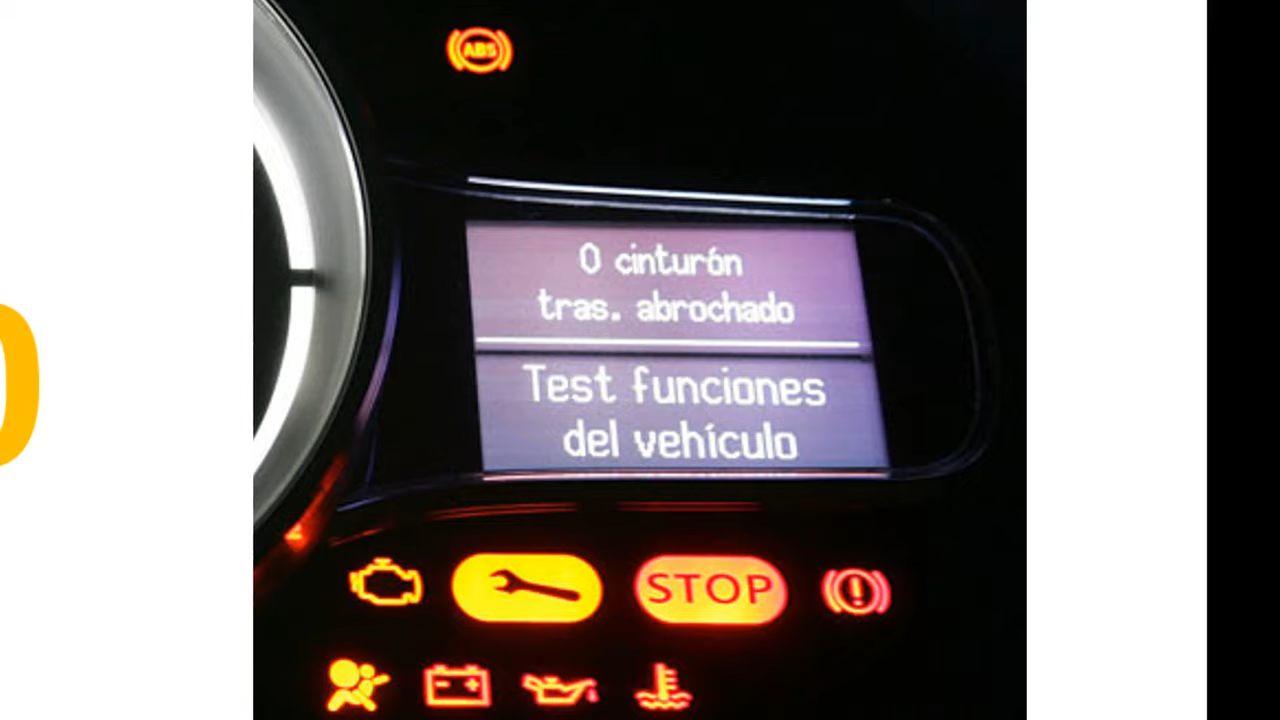 ABS
0 cinturón
tras. abrochado
Test funciones
del vehículo
STOP